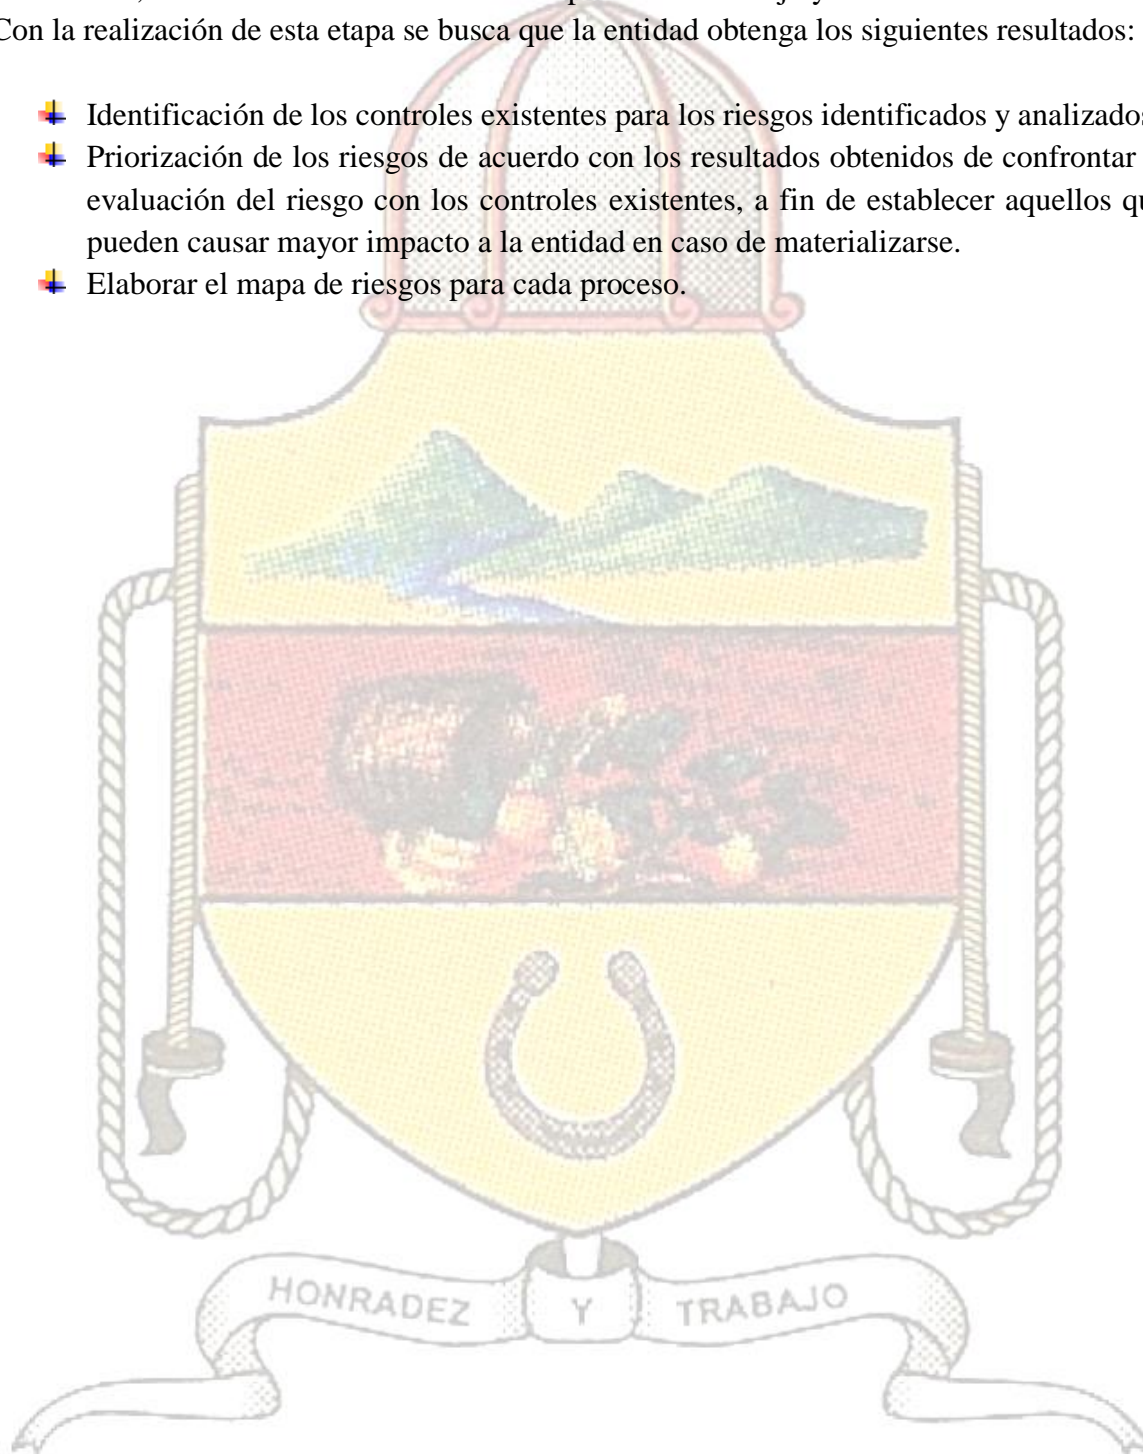 Con la realización de esta etapa se busca que la entidad obtenga los siguientes resultados:
Identificación de los controles existentes para los riesgos identificados y analizados
Priorización de los riesgos de acuerdo con los resultados obtenidos de confrontar
evaluación del riesgo con los controles existentes, a fin de establecer aquellos
pueden causar mayor impacto a la entidad en caso de materializarse.
Elaborar el mapa de riesgos para cada proceso.
HONRADEZ Y TRABAJO